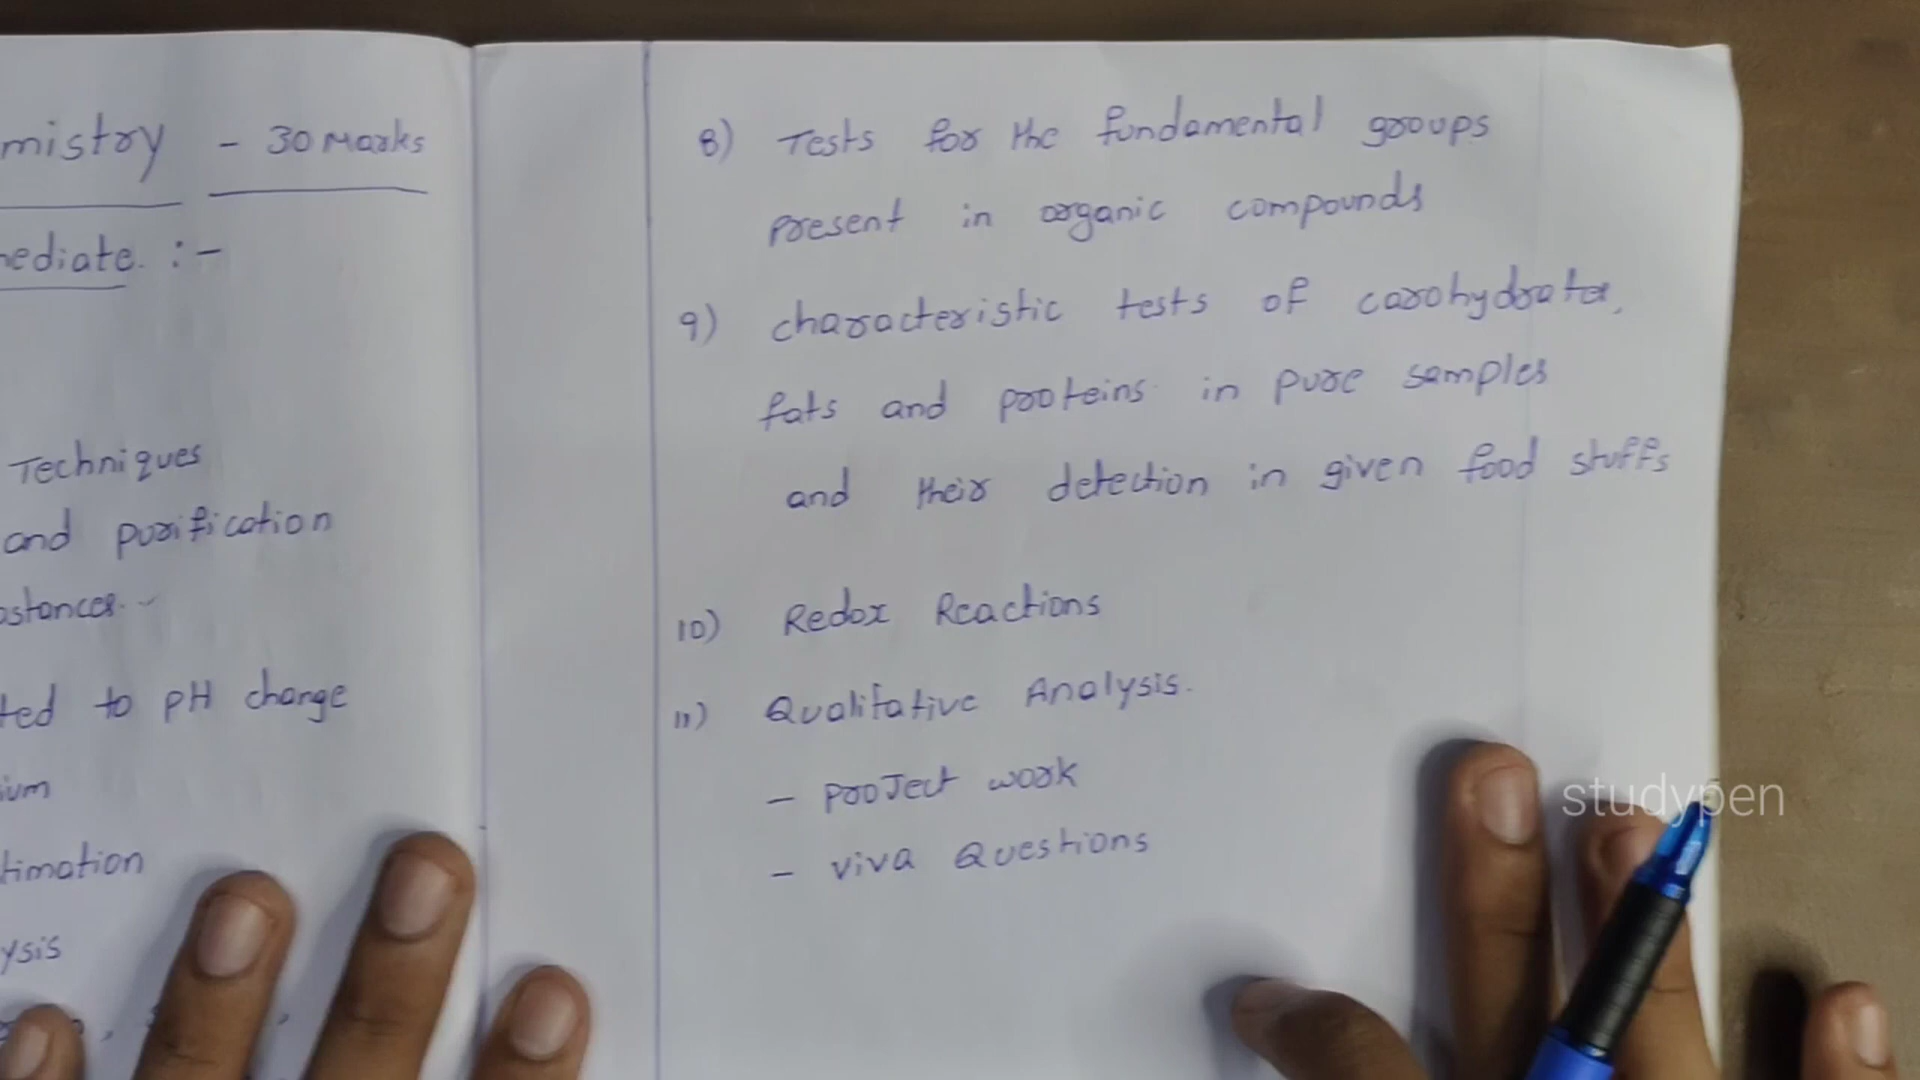 mistry - 30 Marks
mediate :-
Techniques
and purification
stances
ted to pH change
ium
timation
ysis
8) Tests for the fundamental groups
present in organic compounds
9) characteristic tests of carohydrates,
fats and proteins in pure samples
and their detection in given food stuffs
10) Redox Reactions
11) Qualitative Analysis.
- Project work
- viva Questions
studypen